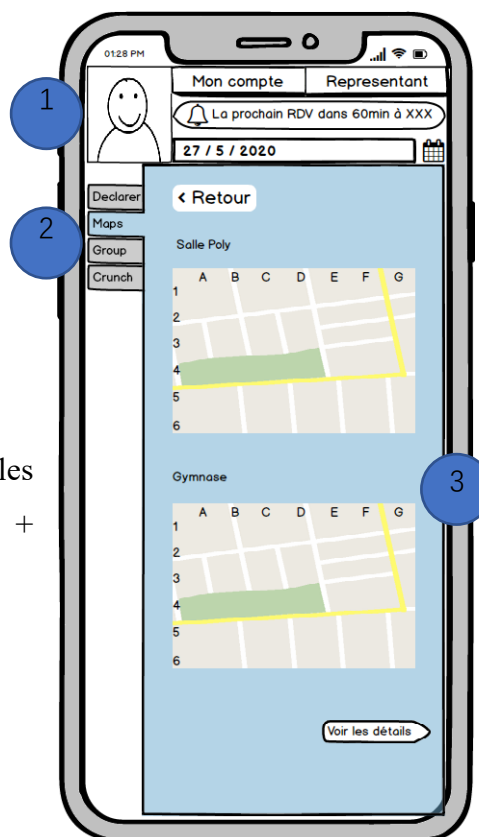 01:28 PM
1
Mon compte
Representant
La prochain RDV dans 60min à XXX
27 / 5 / 2020
Declarer
Maps
Group
Crunch
2
< Retour
Salle Poly
A B C D E F G
1
2
3
4
5
6
les
+
3
Gymnase
A B C D E F G
1
2
3
4
5
6
Voir les détails